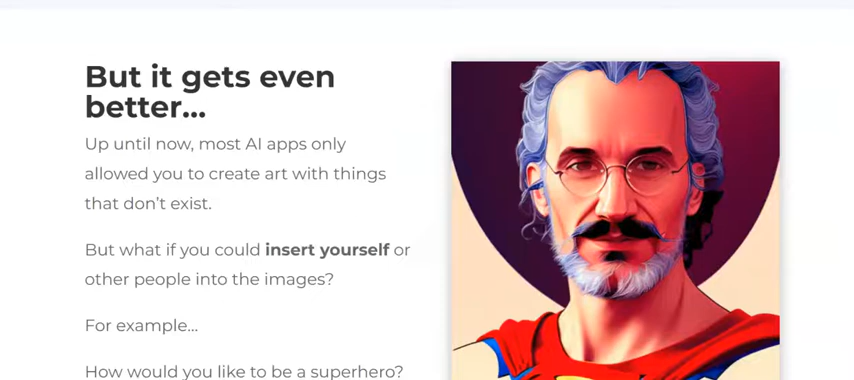 But it gets even
better...
Up until now, most AI apps only
allowed you to create art with things
that don't exist.
But what if you could insert yourself or
other people into the images?
For example...
How would you like to be a superhero?